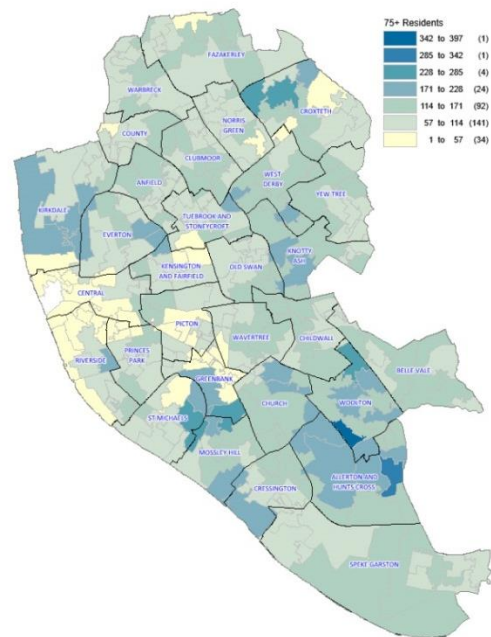 75+ Residents
342 to 397 (1)
285 to 342 (1)
228 to 285 (4)
171 to 228 (24)
114 to 171 (92)
57 to 114 (141)
1 to 57 (34)
FAZAKERLEY
WARBRECK
CROXTETH
NORRIS
GREEN
COUNTY
CLUBMOOR
WEST
DERBY
ANFIELD
YEW TREE
KIRKDALE
TUEBROOK AND
STONEYCROFT
EVERTON
KNOTTY
ASH
KENSINGTON
AND FAIRFIELD
OLD SWAN
CENTRAL
PICTON
WAVERTREE
CHILDWALL
RIVERSIDE
PRINCES
PARK
BELLE VALE
GREENBANK
CHURCH
WOOLTON
ST MICHAELS
MOSSLEY HILL
ALLERTON AND
HUNTS CROSS
CRESSINGTON
SPEKE-GARSTON